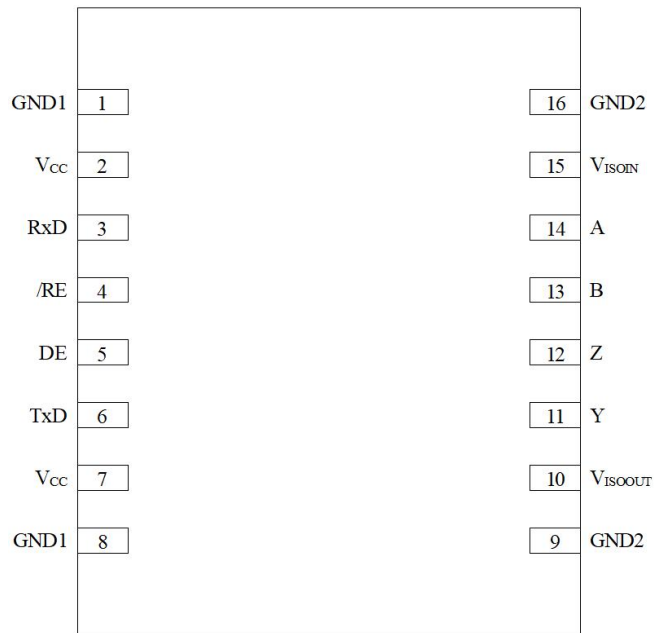 GND1 1 16 GND2
VCC 2 15 VISOIN
RxD 3 14 A
/RE 4 13 B
DE 5 12 Z
TxD 6 11 Y
VCC 7 10 VISOOUT
GND1 8 9 GND2